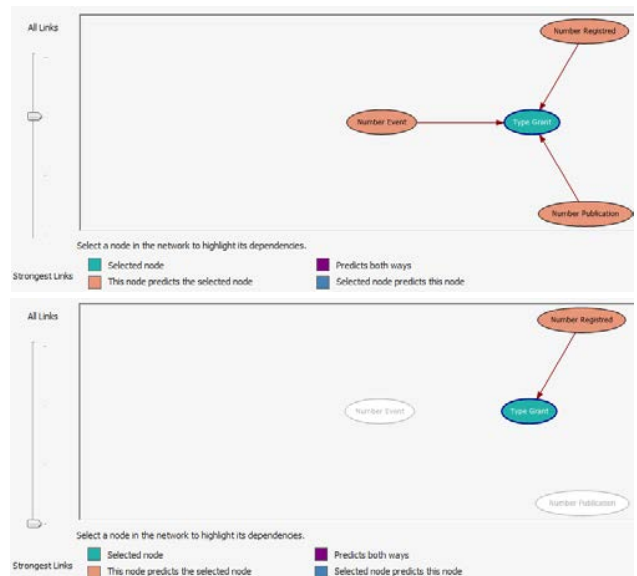 All Links
Number Registred
Number Event
Type Grant
Number Publication
Select a node in the network to highlight its dependencies.
Selected node
Predicts both ways
Strongest Links
This node predicts the selected node
Selected node predicts this node
All Links
Number Registred
Number Event
Type Grant
Number Publication
Select a node in the network to highlight its dependencies.
Selected node
Predicts both ways
Strongest Links
This node predicts the selected node
Selected node predicts this node